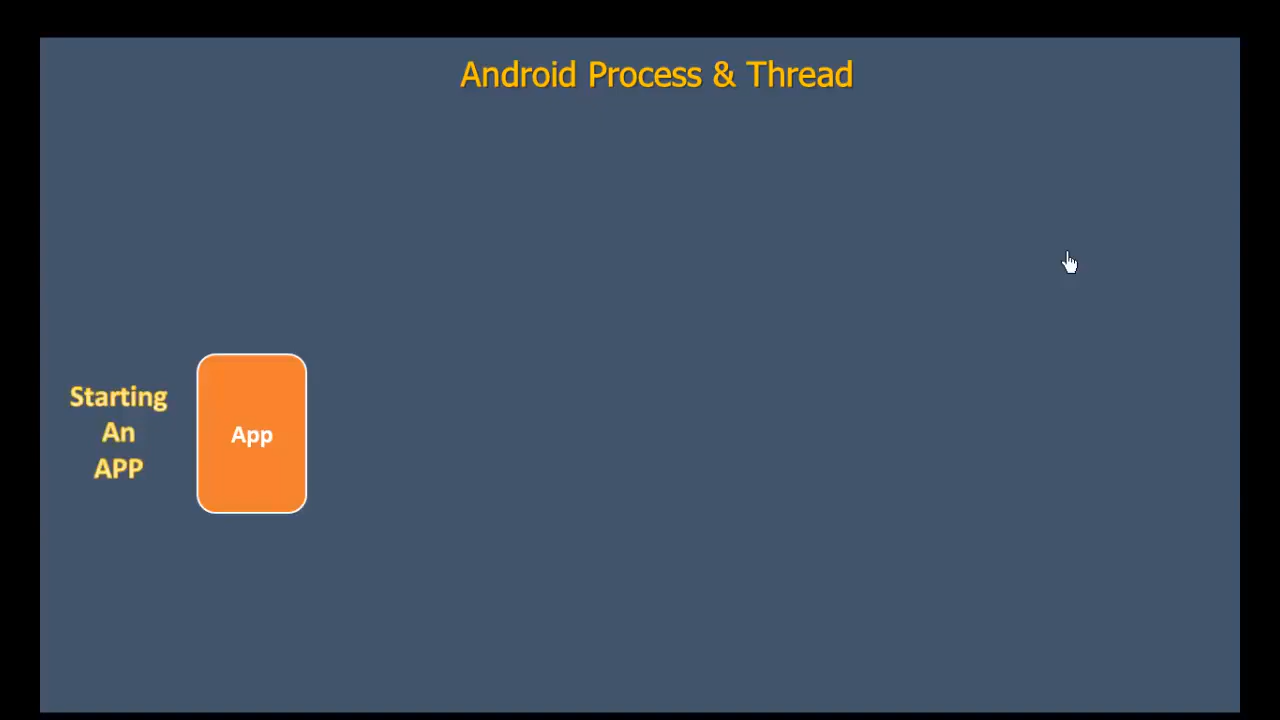 Android Process & Thread
Starting
An
APP
App